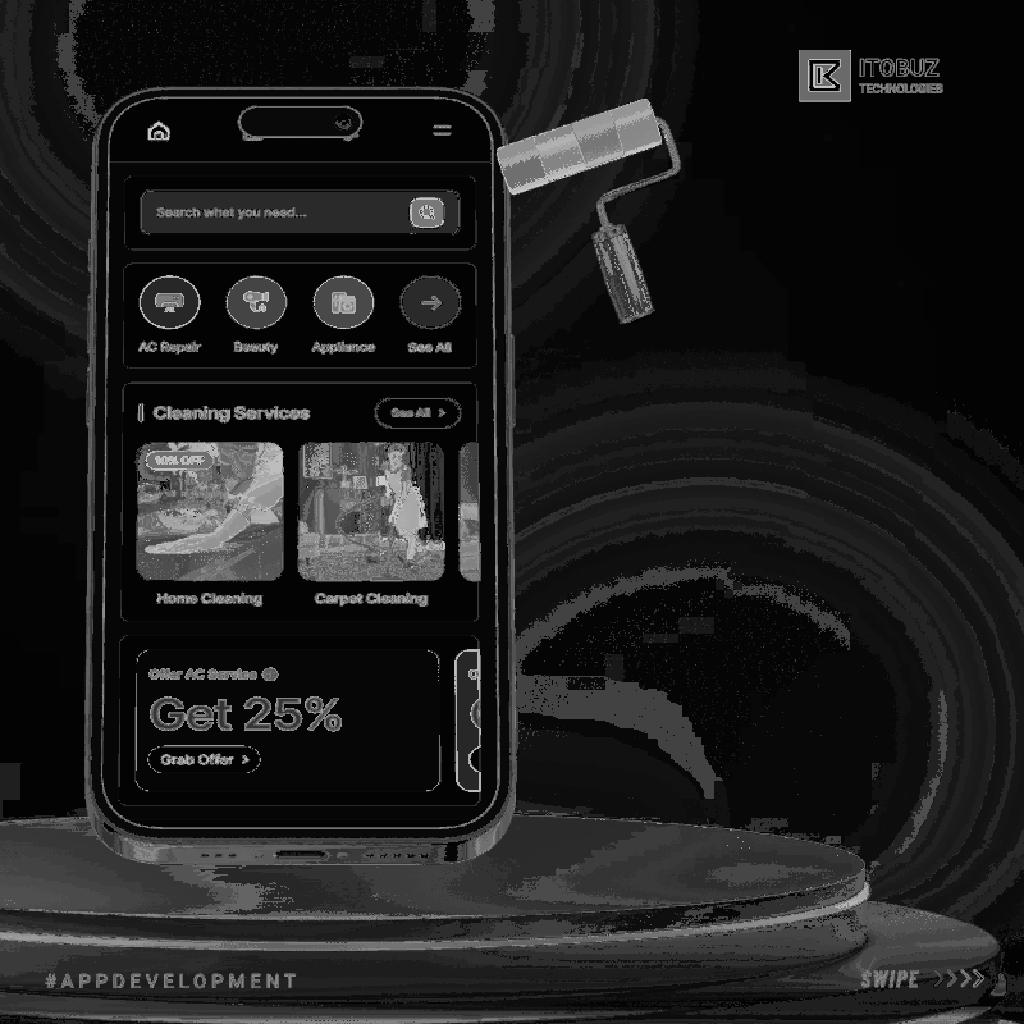 ITOBUZ
TECHNOLOGIES
Search what you need...
AC Repair
Beauty
Appliance
See All
Cleaning Services
See All
10% OFF
Home Cleaning
Carpet Cleaning
Offer AC Service
Get 25%
Grab Offer
#APPDEVELOPMENT
SWIPE